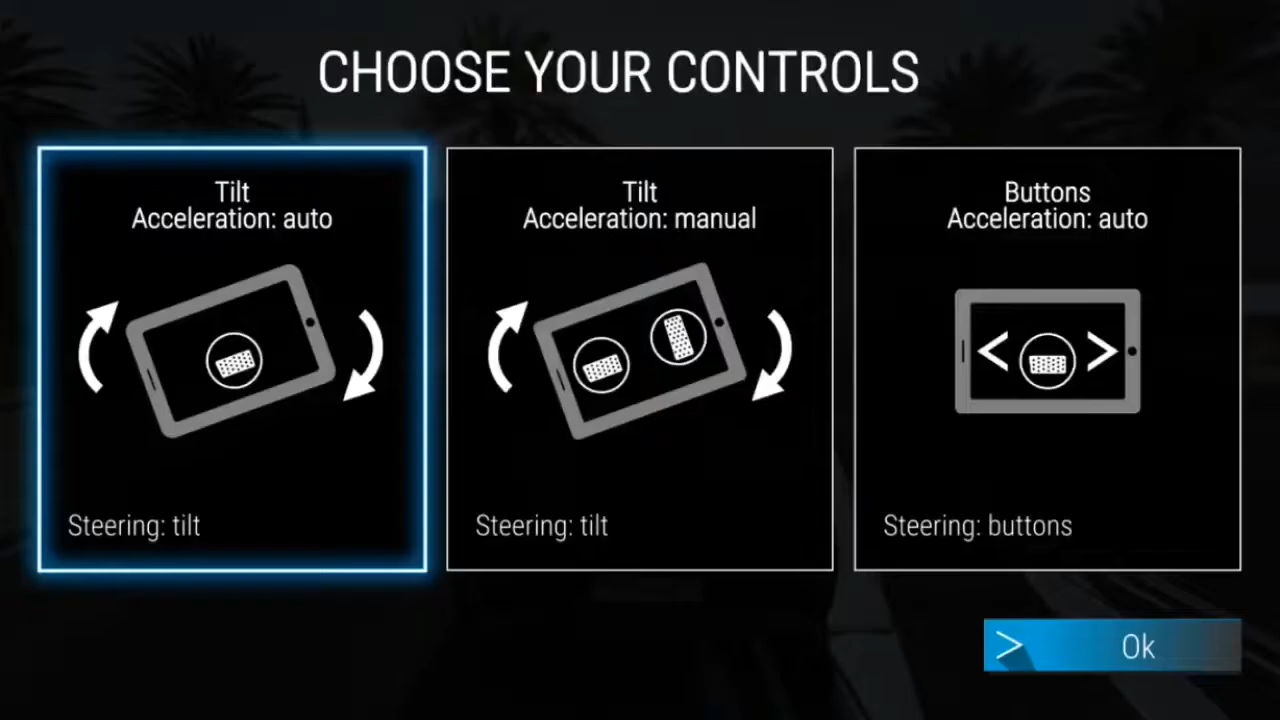 CHOOSE YOUR CONTROLS
Tilt
Acceleration: auto
Steering: tilt
Tilt
Acceleration: manual
Steering: tilt
Buttons
Acceleration: auto
< >
Steering: buttons
> Ok